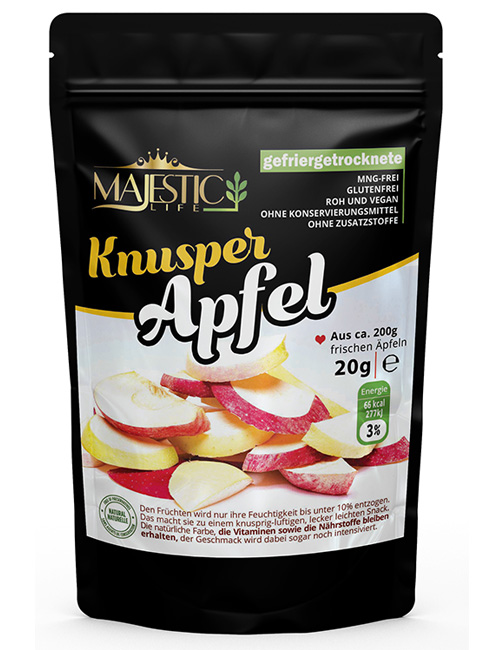 gefriergetrocknete
MAJESTIC
LIFE
MNG-FREI
GLUTENFREI
ROH UND VEGAN
OHNE KONSERVIERUNGSMITTEL
OHNE ZUSATZSTOFFE
Knusper
Apfel
Aus ca. 200g
frischen Äpfeln
20g ℮
Energie
66 kcal
277kJ
3%
NATURAL
NATURELLE
Den Früchten wird nur ihre Feuchtigkeit bis unter 10% entzogen.
Das macht sie zu einem knusprig-luftigen, lecker leichten Snack.
Die natürliche Farbe, die Vitamine sowie die Nährstoffe bleiben
erhalten, der Geschmack wird dabei sogar noch intensiviert.